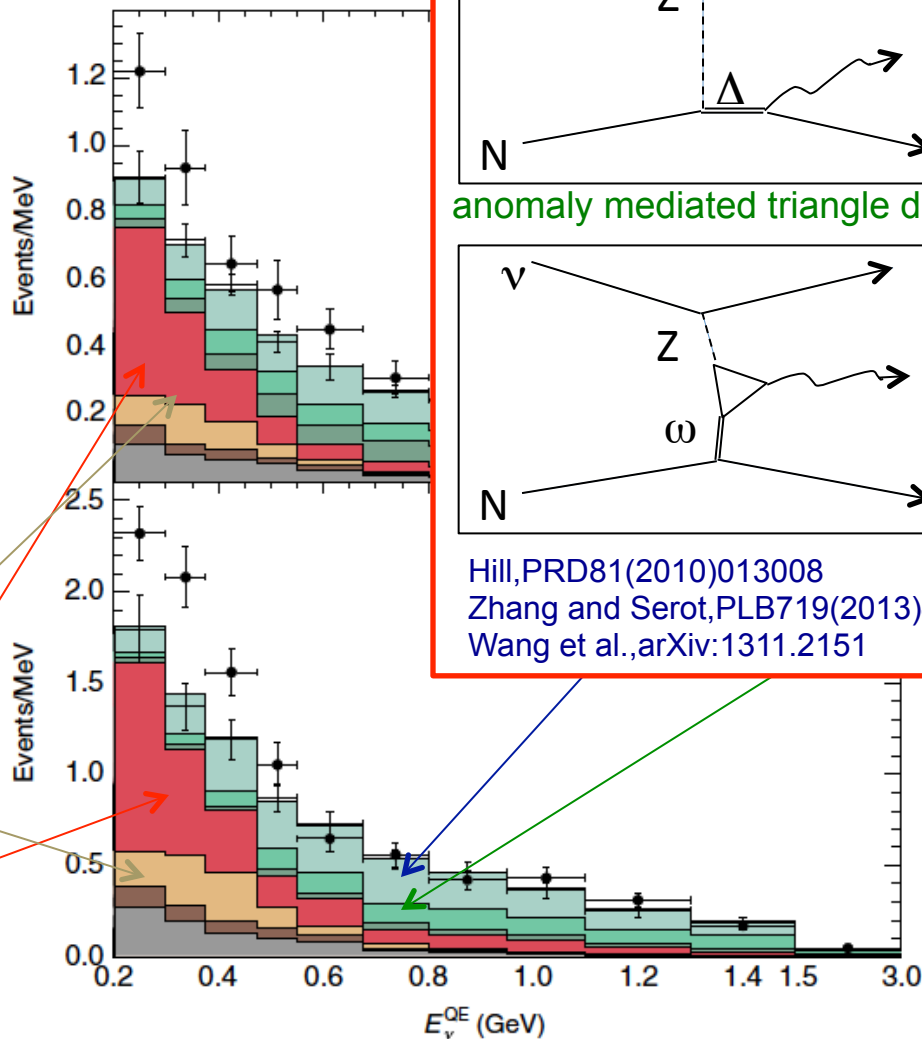 Z
Δ
N
anomaly mediated triangle d
ν
Z
ω
N
Hill,PRD81(2010)013008
Zhang and Serot,PLB719(2013)
Wang et al.,arXiv:1311.2151
Events/MeV
1.2
1.0
0.8
0.6
0.4
0.2
Events/MeV
2.5
2.0
1.5
1.0
0.5
0.0
0.2 0.4 0.6 0.8 1.0 1.2 1.4 1.5 3.0
E_ν^QE (GeV)